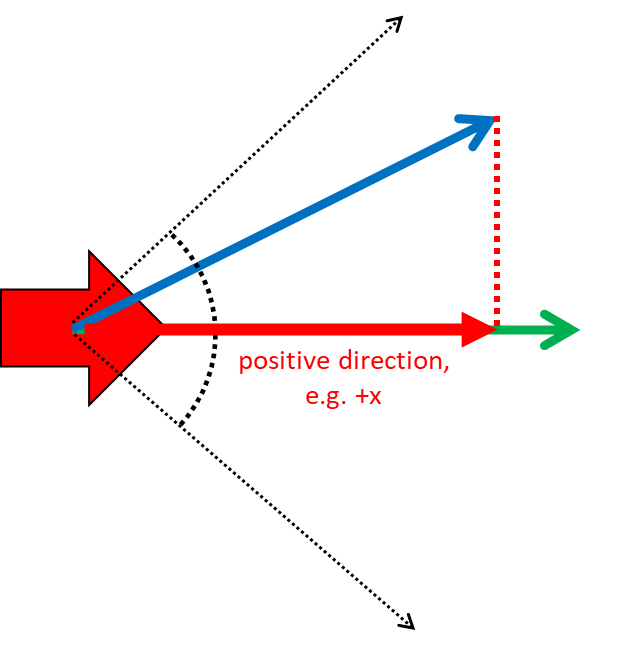 positive direction,
e.g. +x